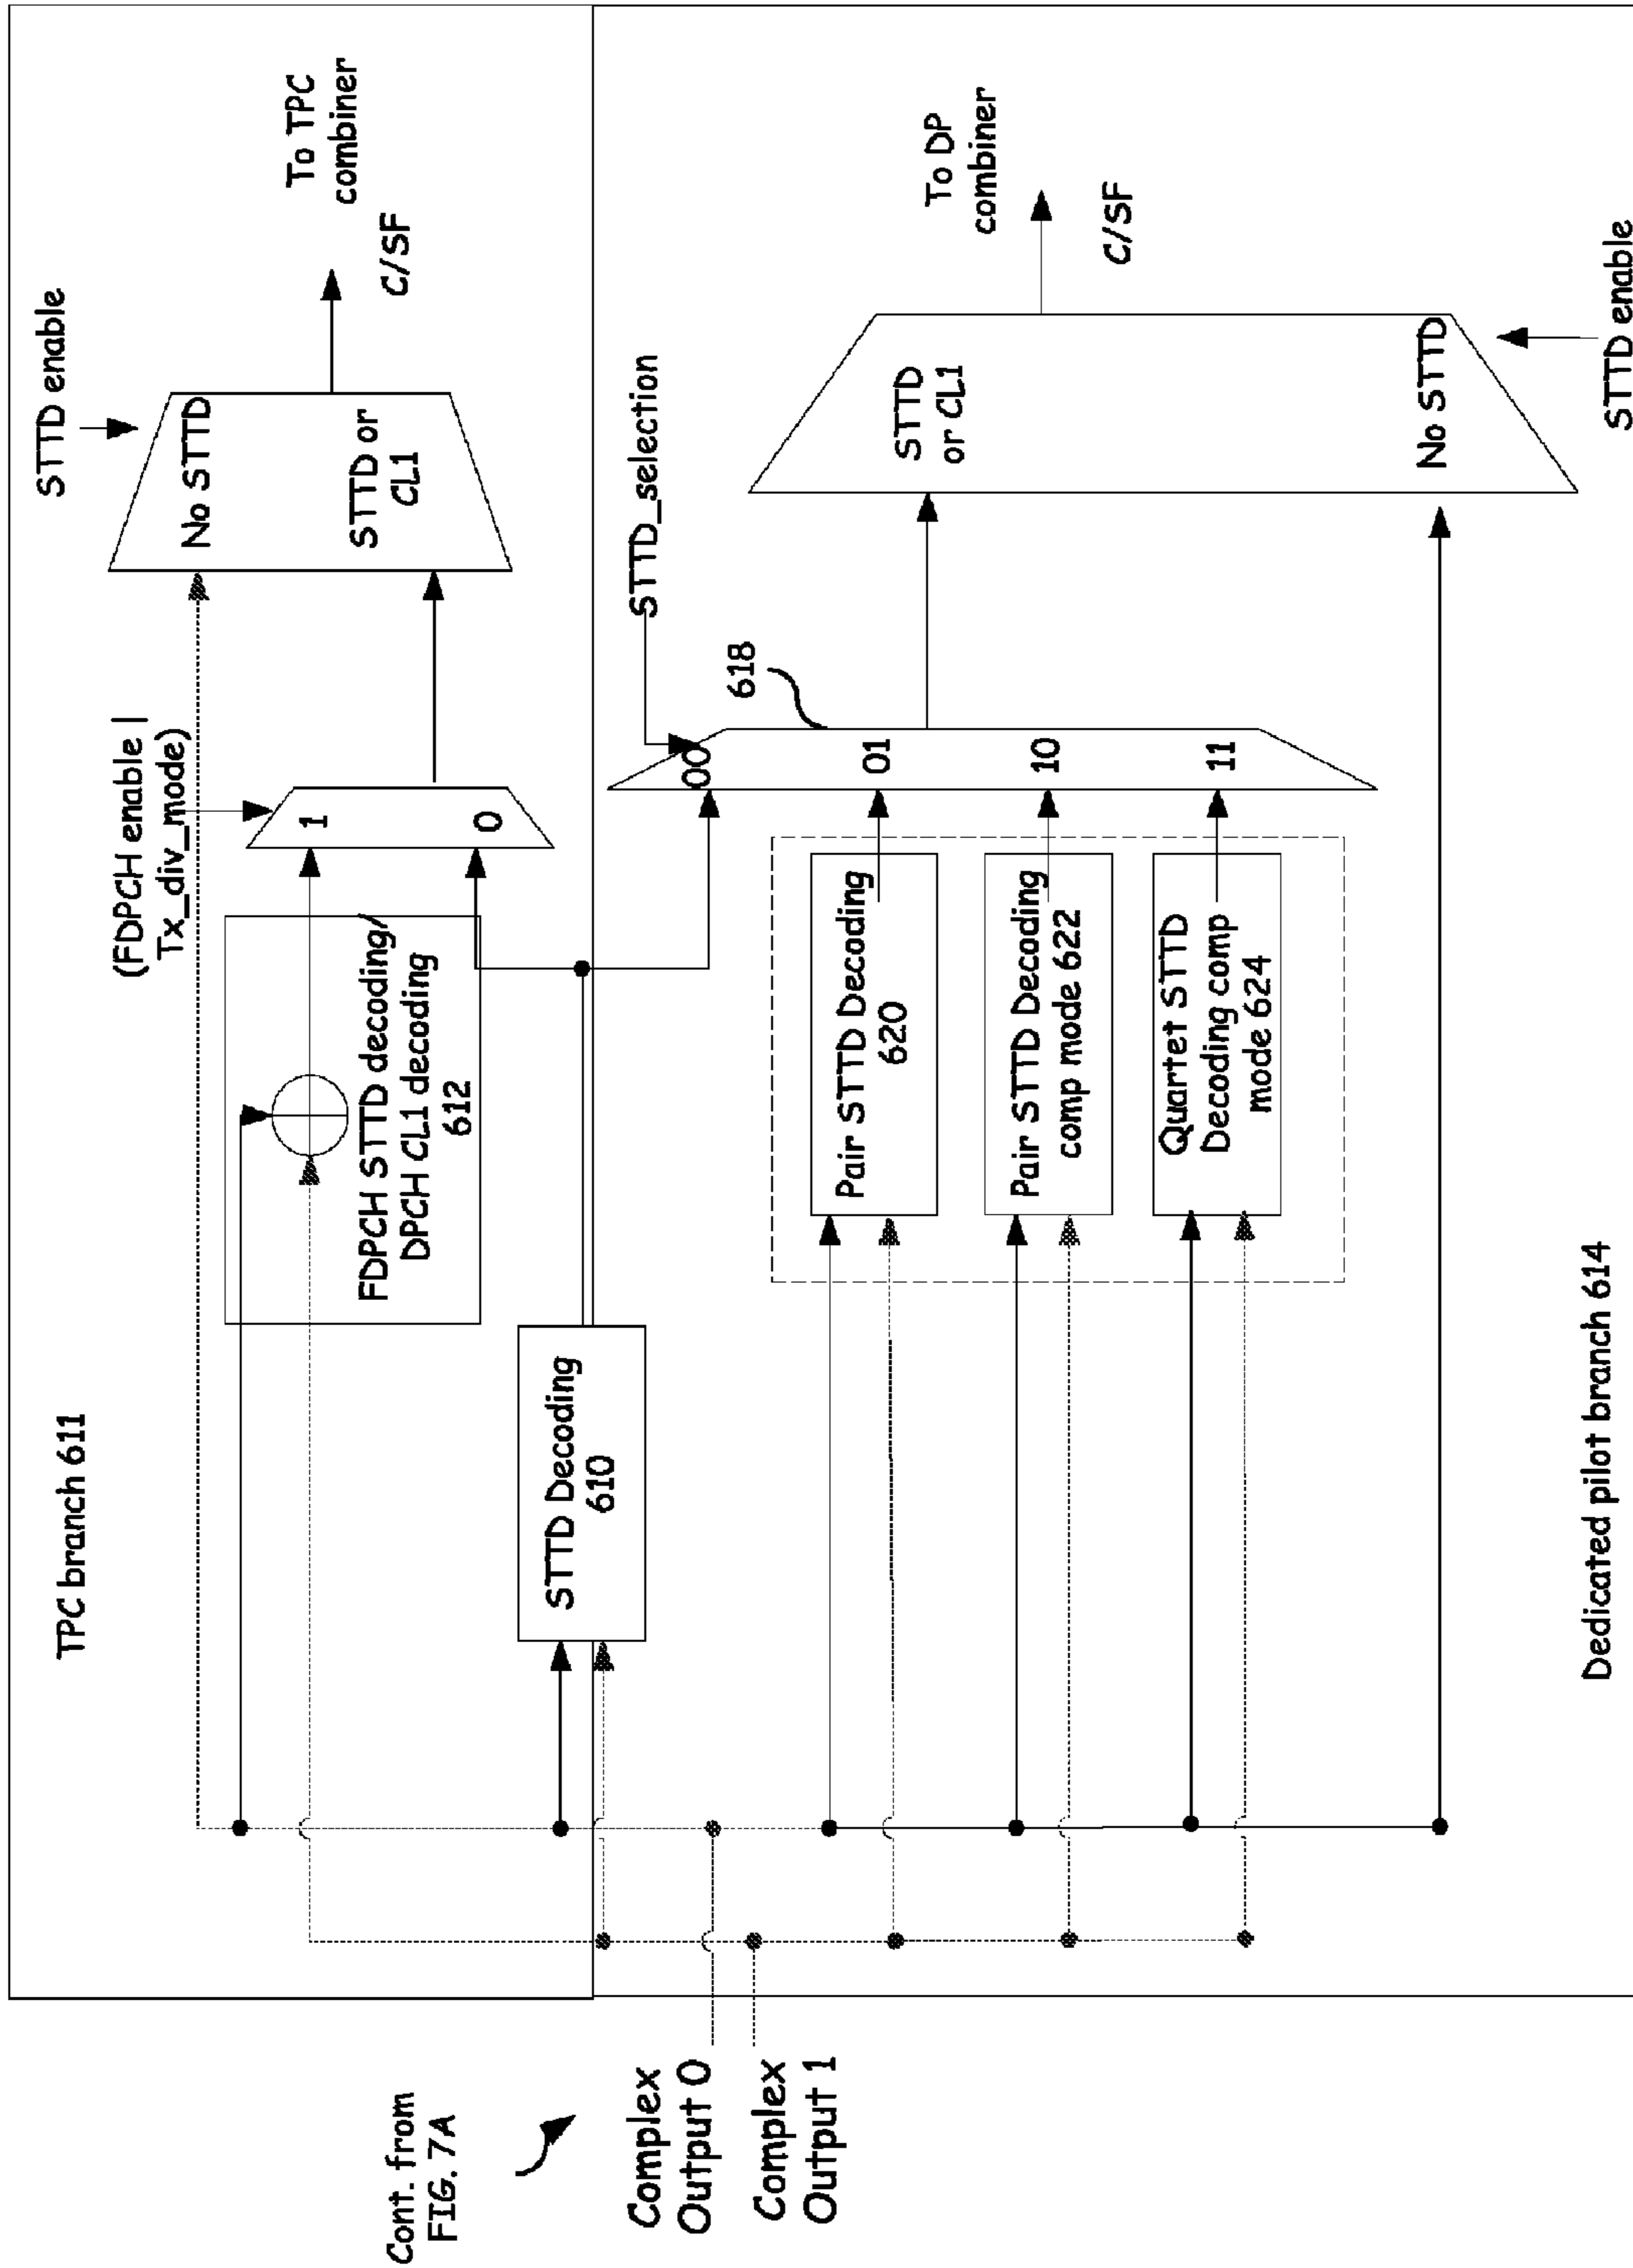 TPC branch 611
STTD enable
No STTD
STTD or
CL1
To TPC
combiner
C/SF
(FDPCH enable |
Tx_div_mode)
1
0
FDPCH STTD decoding/
DPCH CL1 decoding
612
STTD Decoding
610
Cont. from
FIG. 7A
Complex
Output 0
Complex
Output 1
STTD_selection
618
00
01
10
11
Pair STTD Decoding
620
Pair STTD Decoding
comp mode 622
Quartet STTD
Decoding comp
mode 624
STTD
or CL1
No STTD
To DP
combiner
C/SF
STTD enable
Dedicated pilot branch 614